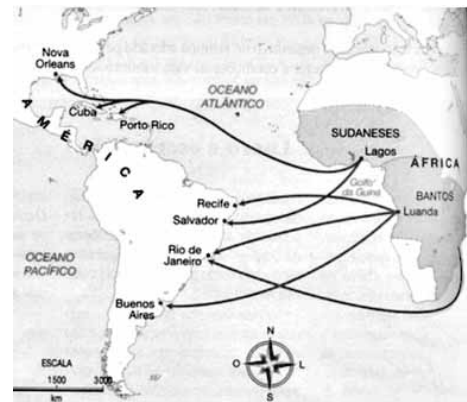 Nova
Orleans
OCEANO
ATLÂNTICO
Cuba
Porto Rico
AMÉRICA
SUDANESES
Lagos
ÁFRICA
Golfo
da Guiné
BANTOS
Luanda
Recife
Salvador
Rio de
Janeiro
OCEANO
PACÍFICO
Buenos
Aires
N
O
L
S
ESCALA
1500
3000
km